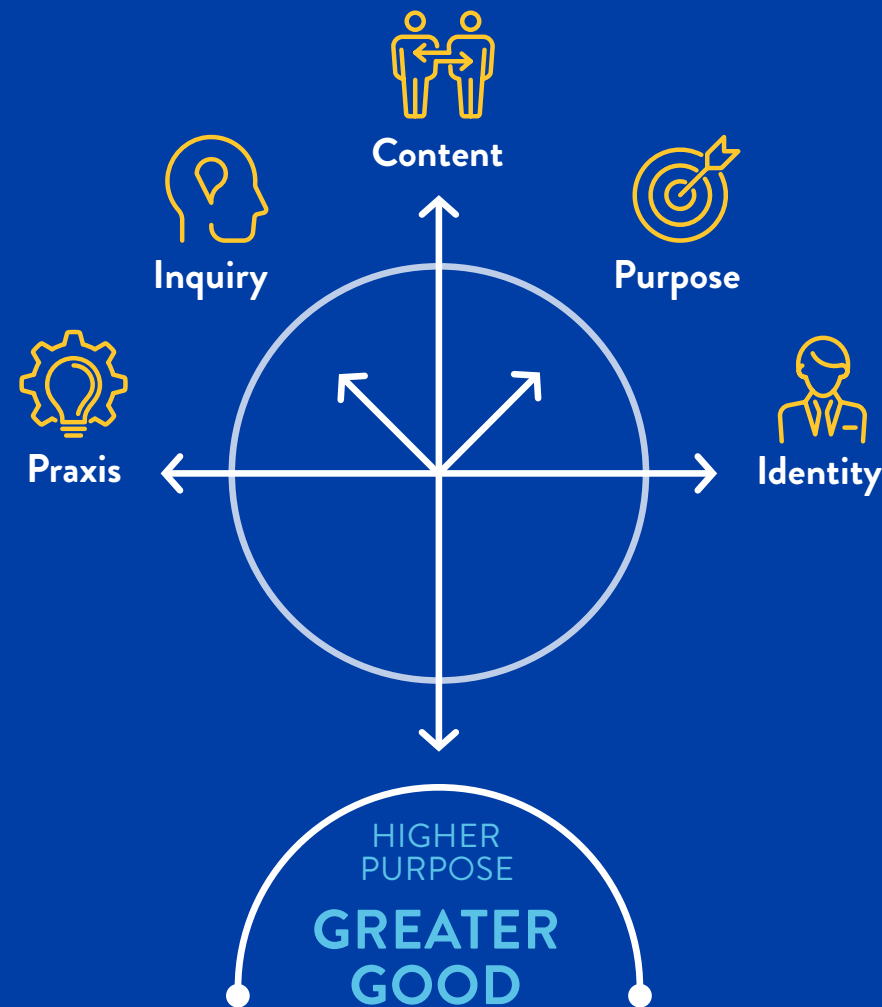 Content
Inquiry
Purpose
Praxis
Identity
HIGHER
PURPOSE
GREATER
GOOD